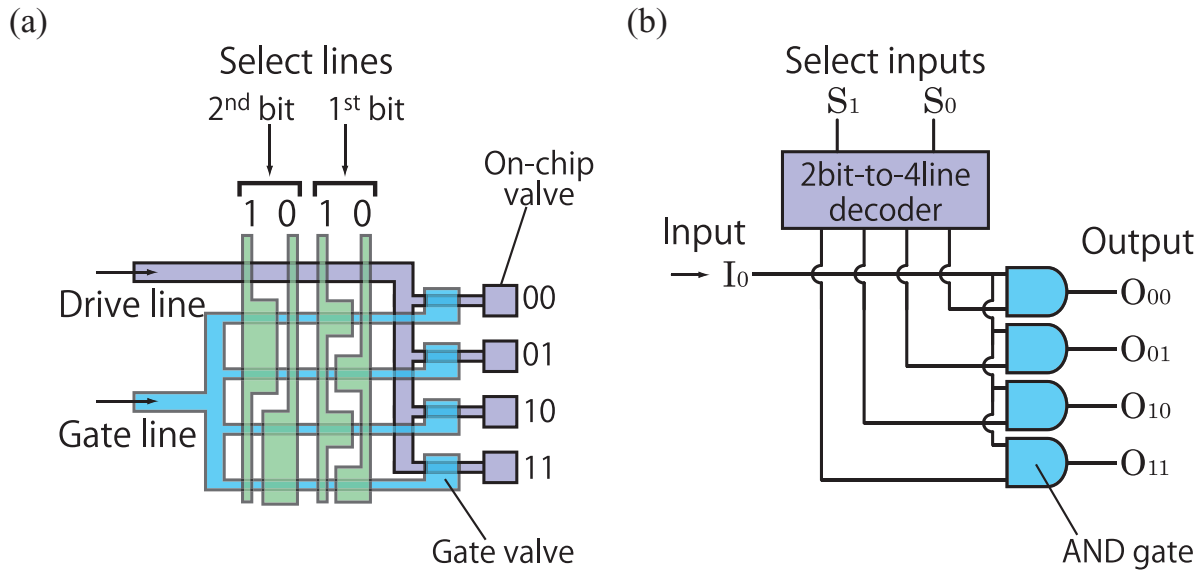 (a)
Select lines
2nd bit
1st bit
1 0 1 0
On-chip
valve
Drive line
Gate line
00
01
10
11
Gate valve
(b)
Select inputs
S1
S0
2bit-to-4line
decoder
Input
I0
Output
O00
O01
O10
O11
AND gate